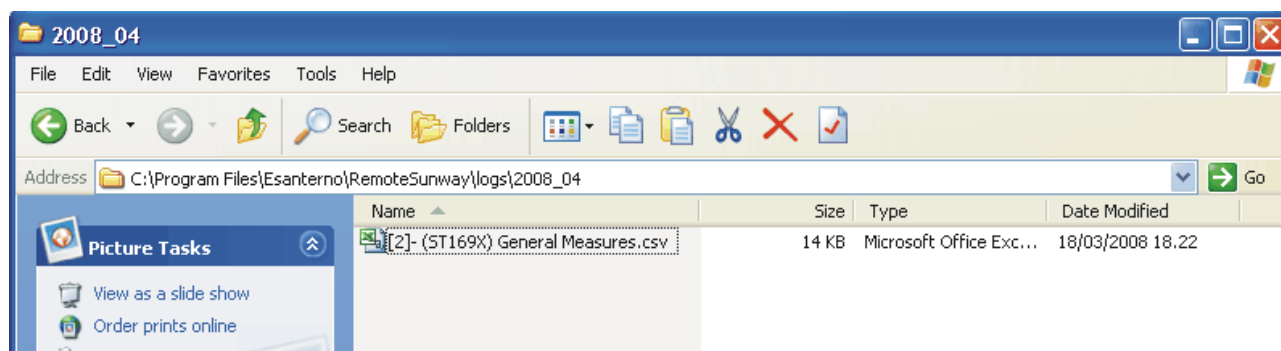 2008_04
File Edit View Favorites Tools Help
Back Search Folders
Address C:\Program Files\Esanterno\RemoteSunway\logs\2008_04 Go
Name Size Type Date Modified
Picture Tasks
[2]- (ST169X) General Measures.csv 14 KB Microsoft Office Exc... 18/03/2008 18.22
View as a slide show
Order prints online